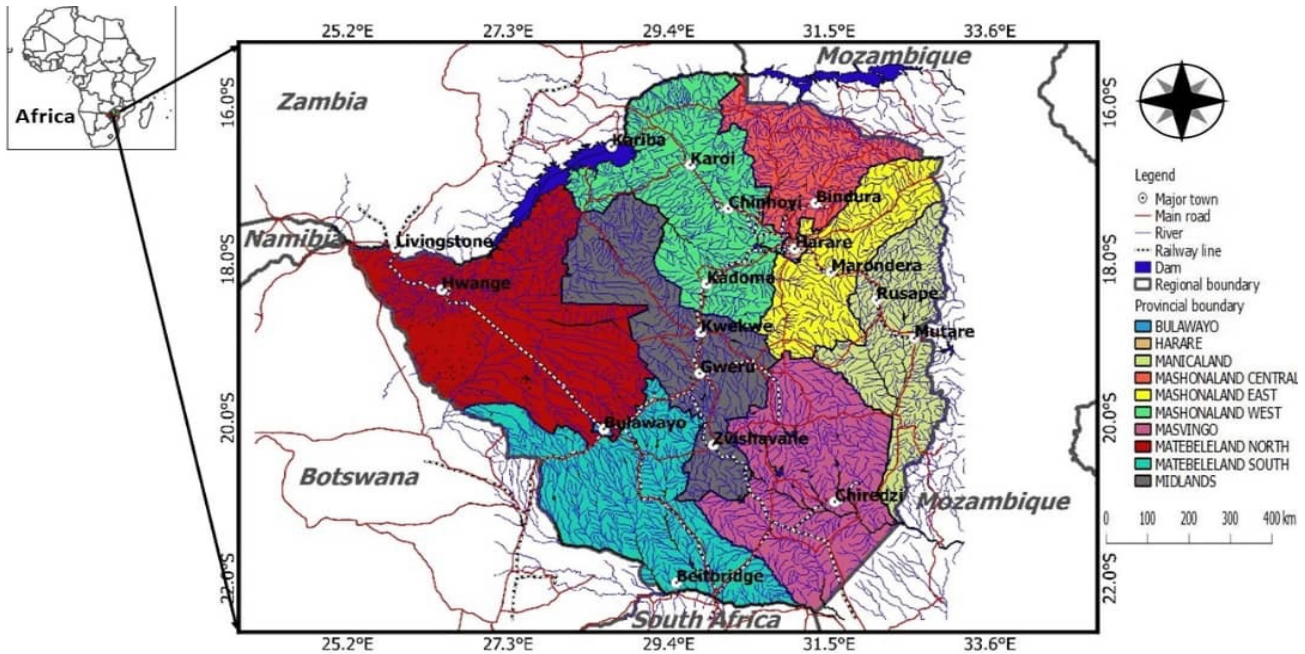 25.2°E 27.3°E 29.4°E 31.5°E 33.6°E
Africa
Mozambique
Zambia
16.0°S 16.0°S
Kariba
Karoi
Chinhoyi
Bindura
Namibia
Livingstone
Harare
18.0°S 18.0°S
Hwange
Marondera
Kadoma
Rusape
Kwekwe
Mutare
Gweru
20.0°S 20.0°S
Bulawayo
Zvishavane
Botswana
Chiredzi
Mozambique
22.0°S 22.0°S
Beitbridge
South Africa
25.2°E 27.3°E 29.4°E 31.5°E 33.6°E
Legend
Major town
Main road
River
Railway line
Dam
Regional boundary
Provincial boundary
BULAWAYO
HARARE
MANICALAND
MASHONALAND CENTRAL
MASHONALAND EAST
MASHONALAND WEST
MASVINGO
MATEBELELAND NORTH
MATEBELELAND SOUTH
MIDLANDS
0 100 200 300 400 km